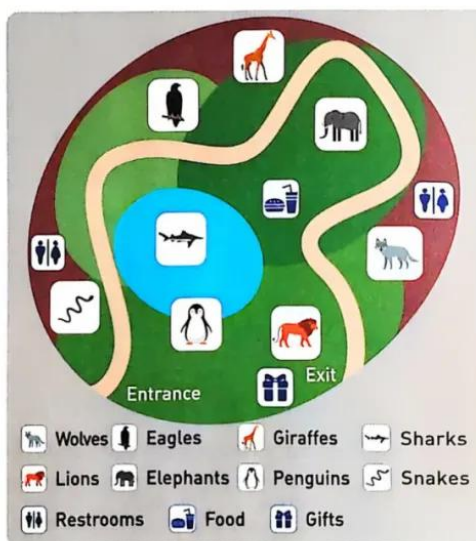 Entrance
Exit
Wolves Eagles Giraffes Sharks
Lions Elephants Penguins Snakes
Restrooms Food Gifts